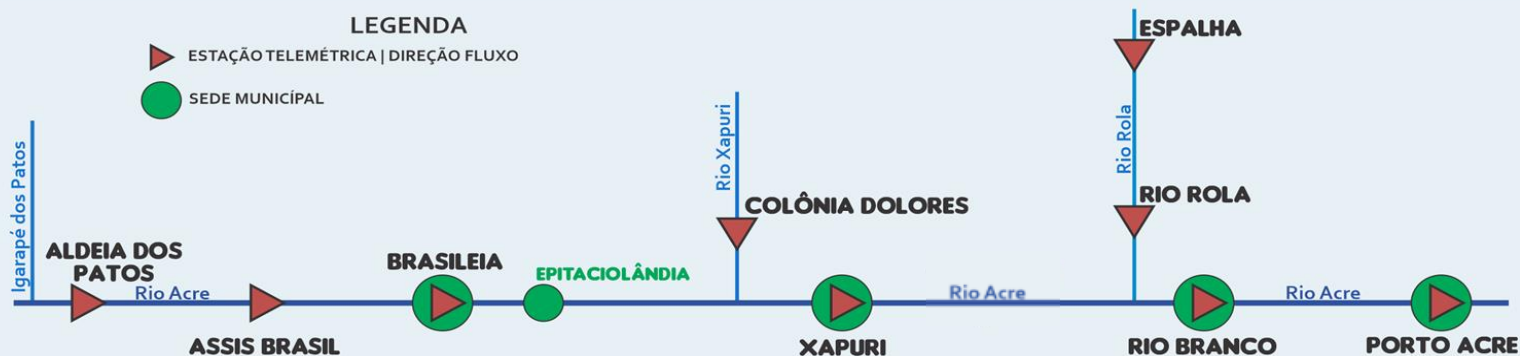 LEGENDA
ESTAÇÃO TELEMÉTRICA | DIREÇÃO FLUXO
SEDE MUNICÍPAL
Igarapé dos Patos
ALDEIA DOS
PATOS
Rio Acre
ASSIS BRASIL
BRASILEIA
EPITACIOLÂNDIA
Rio Xapuri
COLÔNIA DOLORES
XAPURI
Rio Acre
ESPALHA
Rio Rola
RIO ROLA
RIO BRANCO
Rio Acre
PORTO ACRE